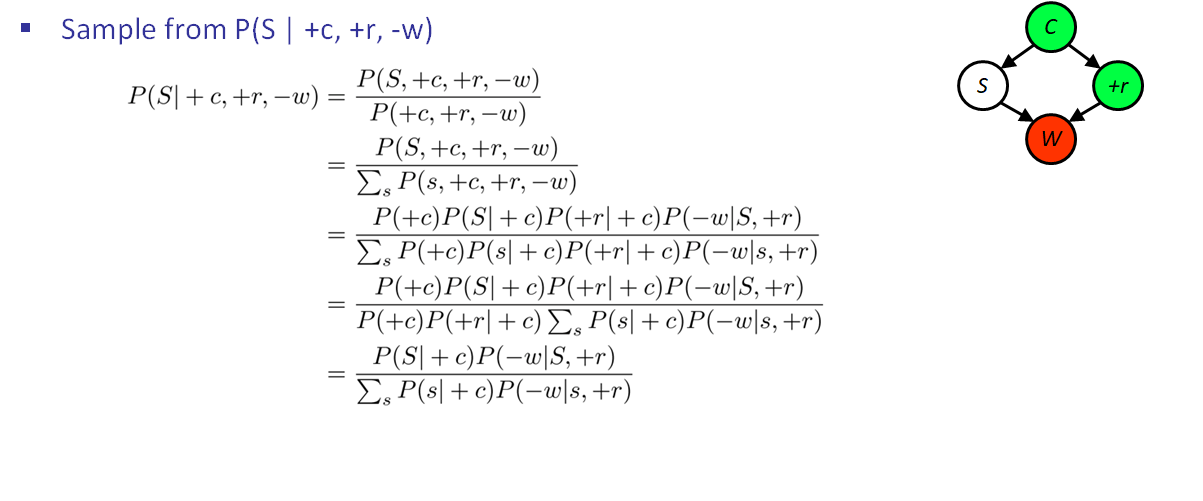 ▪ Sample from P(S | +c, +r, -w)
P(S| + c, +r, −w) = P(S, +c, +r, −w) / P(+c, +r, −w)
= P(S, +c, +r, −w) / ∑_s P(s, +c, +r, −w)
= P(+c)P(S| + c)P(+r| + c)P(−w|S, +r) / ∑_s P(+c)P(s| + c)P(+r| + c)P(−w|s, +r)
= P(+c)P(S| + c)P(+r| + c)P(−w|S, +r) / P(+c)P(+r| + c) ∑_s P(s| + c)P(−w|s, +r)
= P(S| + c)P(−w|S, +r) / ∑_s P(s| + c)P(−w|s, +r)
C
S
+r
W